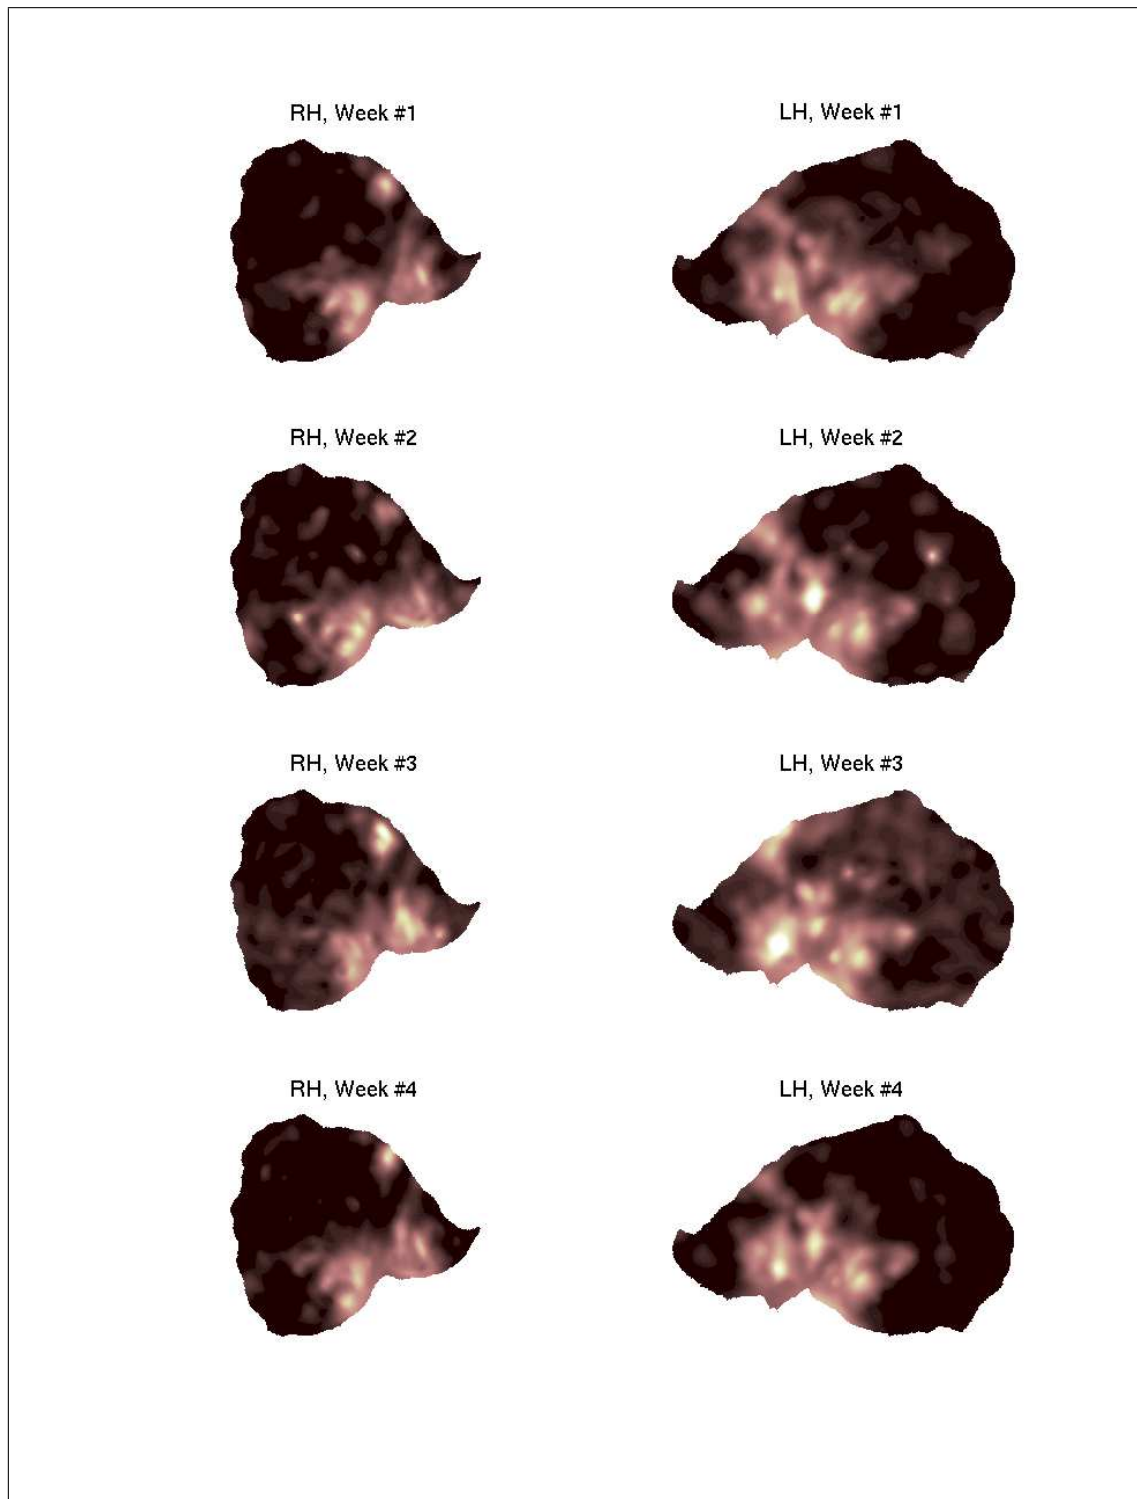 RH, Week #1
LH, Week #1
RH, Week #2
LH, Week #2
RH, Week #3
LH, Week #3
RH, Week #4
LH, Week #4